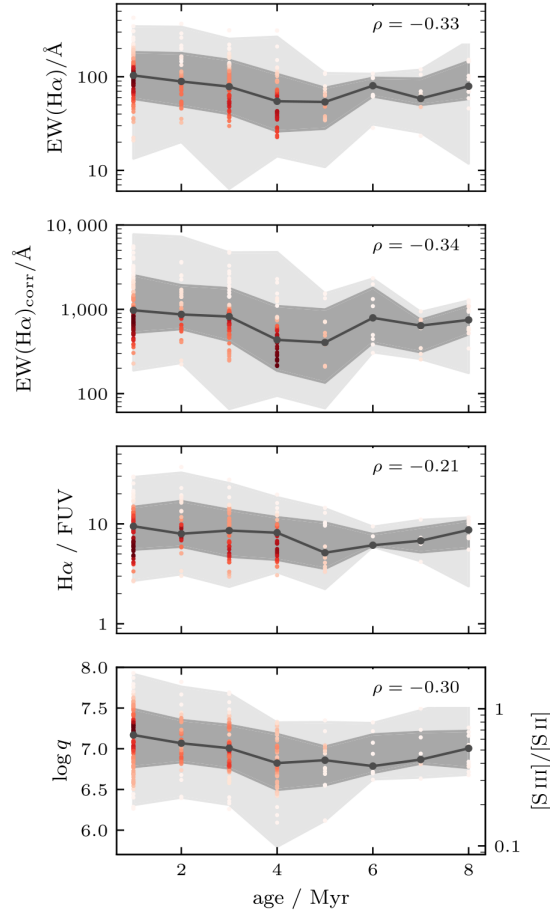 ρ = −0.33
100
10
EW(Hα)/Å
ρ = −0.34
10,000
1,000
100
EW(Hα)corr/Å
ρ = −0.21
10
1
Hα / FUV
ρ = −0.30
8.0
7.5
7.0
6.5
6.0
log q
1
0.1
[S III]/[S II]
2 4 6 8
age / Myr